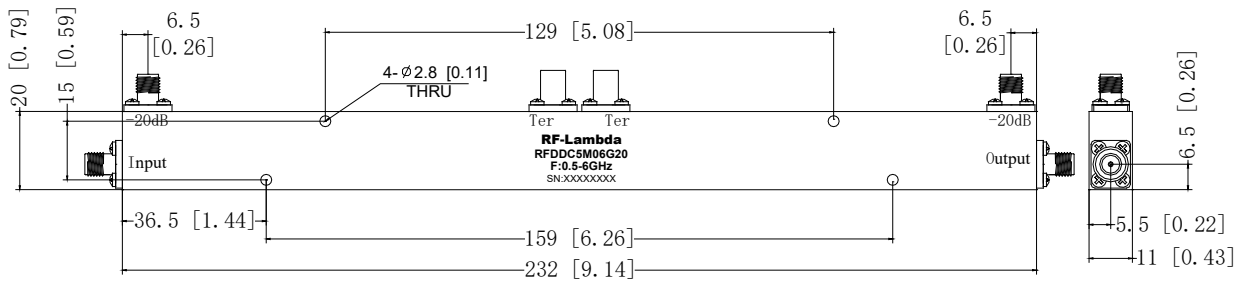 6.5
[0.26]
129 [5.08]
6.5
[0.26]
20 [0.79]
15 [0.59]
4-Φ2.8 [0.11]
THRU
6.5 [0.26]
-20dB
Ter
Ter
-20dB
RF-Lambda
RFDDC5M06G20
F:0.5-6GHz
SN:XXXXXXXX
Input
Output
36.5 [1.44]
159 [6.26]
232 [9.14]
5.5 [0.22]
11 [0.43]